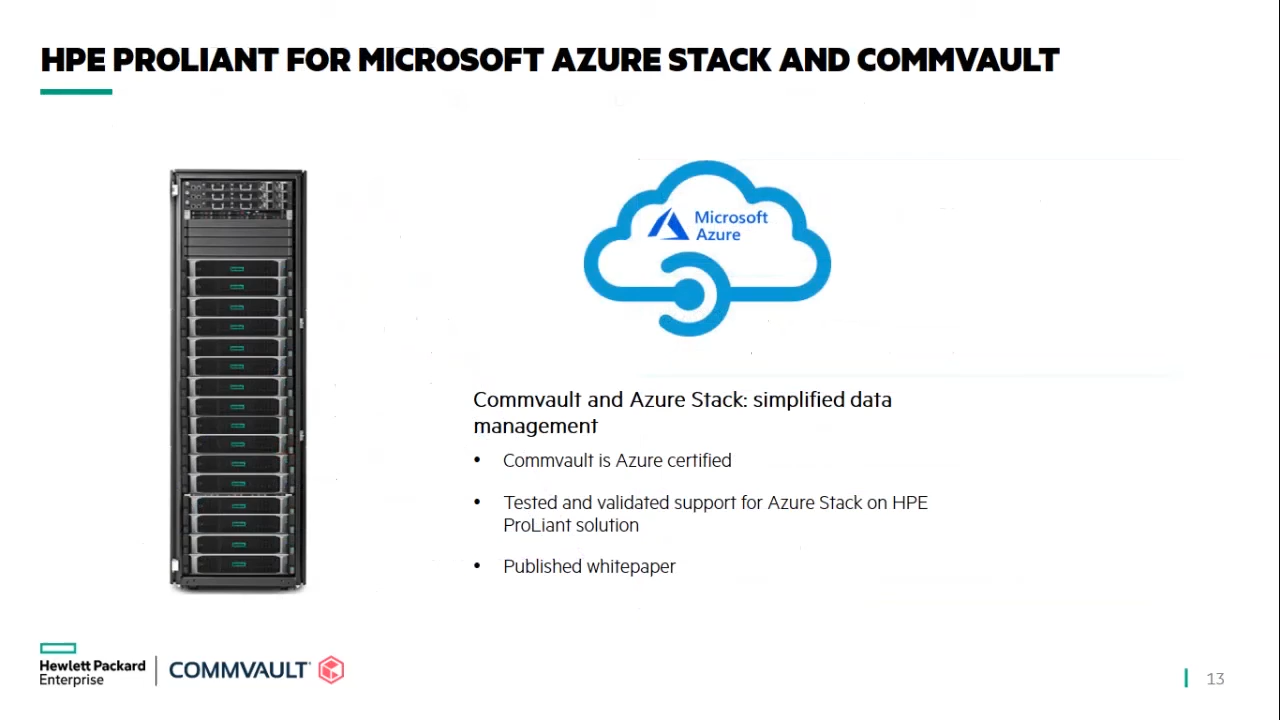 HPE PROLIANT FOR MICROSOFT AZURE STACK AND COMMVAULT
Microsoft
Azure
Commvault and Azure Stack: simplified data
management
• Commvault is Azure certified
• Tested and validated support for Azure Stack on HPE
ProLiant solution
• Published whitepaper
Hewlett Packard
Enterprise
COMMVAULT
13